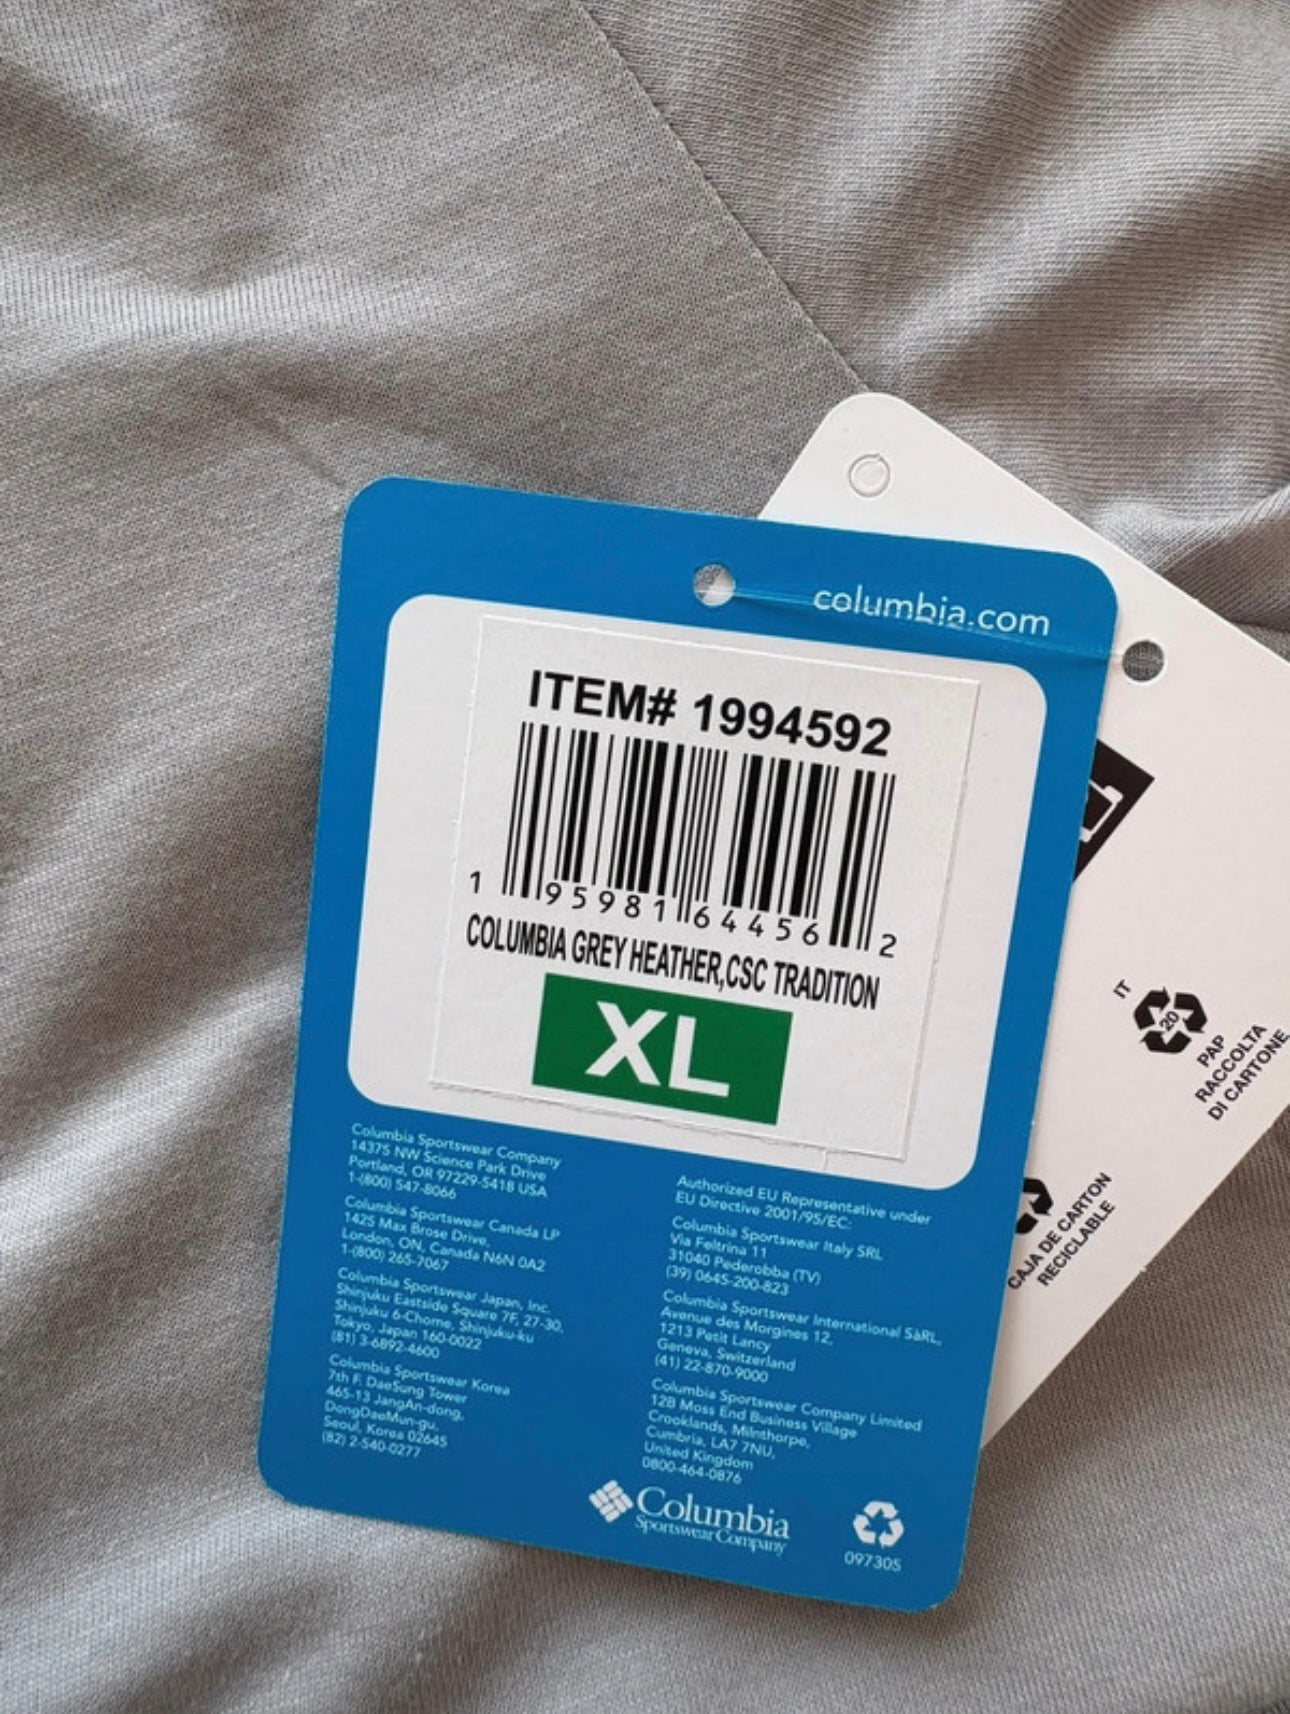 columbia.com
ITEM# 1994592
1 95981 64456 2
COLUMBIA GREY HEATHER,CSC TRADITION
XL
Columbia Sportswear Company
14375 NW Science Park Drive
Portland, OR 97229-5418 USA
1-(800) 547-8066
Columbia Sportswear Canada LP
1425 Max Brose Drive,
London, ON, Canada N6N 0A2
1-(800) 265-7067
Columbia Sportswear Japan, Inc.
Shinjuku Eastside Square 7F, 27-30,
Shinjuku 6-Chome, Shinjuku-ku
Tokyo, Japan 160-0022
(81) 3-6892-4600
Columbia Sportswear Korea
7th F. DaeSung Tower
465-13 JangAn-dong,
DongDaeMun-gu,
Seoul, Korea 02645
(82) 2-540-0277
Authorized EU Representative under
EU Directive 2001/95/EC:
Columbia Sportswear Italy SRL
Via Feltrina 11
31040 Pederobba (TV)
(39) 0645-200-823
Columbia Sportswear International SàRL,
Avenue des Morgines 12,
1213 Petit Lancy
Geneva, Switzerland
(41) 22-870-9000
Columbia Sportswear Company Limited
12B Moss End Business Village
Crooklands, Milnthorpe,
Cumbria, LA7 7NU,
United Kingdom
0800-464-0876
Columbia
Sportswear Company
097305
IT
20
PAP
RACCOLTA
DI CARTONE
CAJA DE CARTON
RECICLABLE